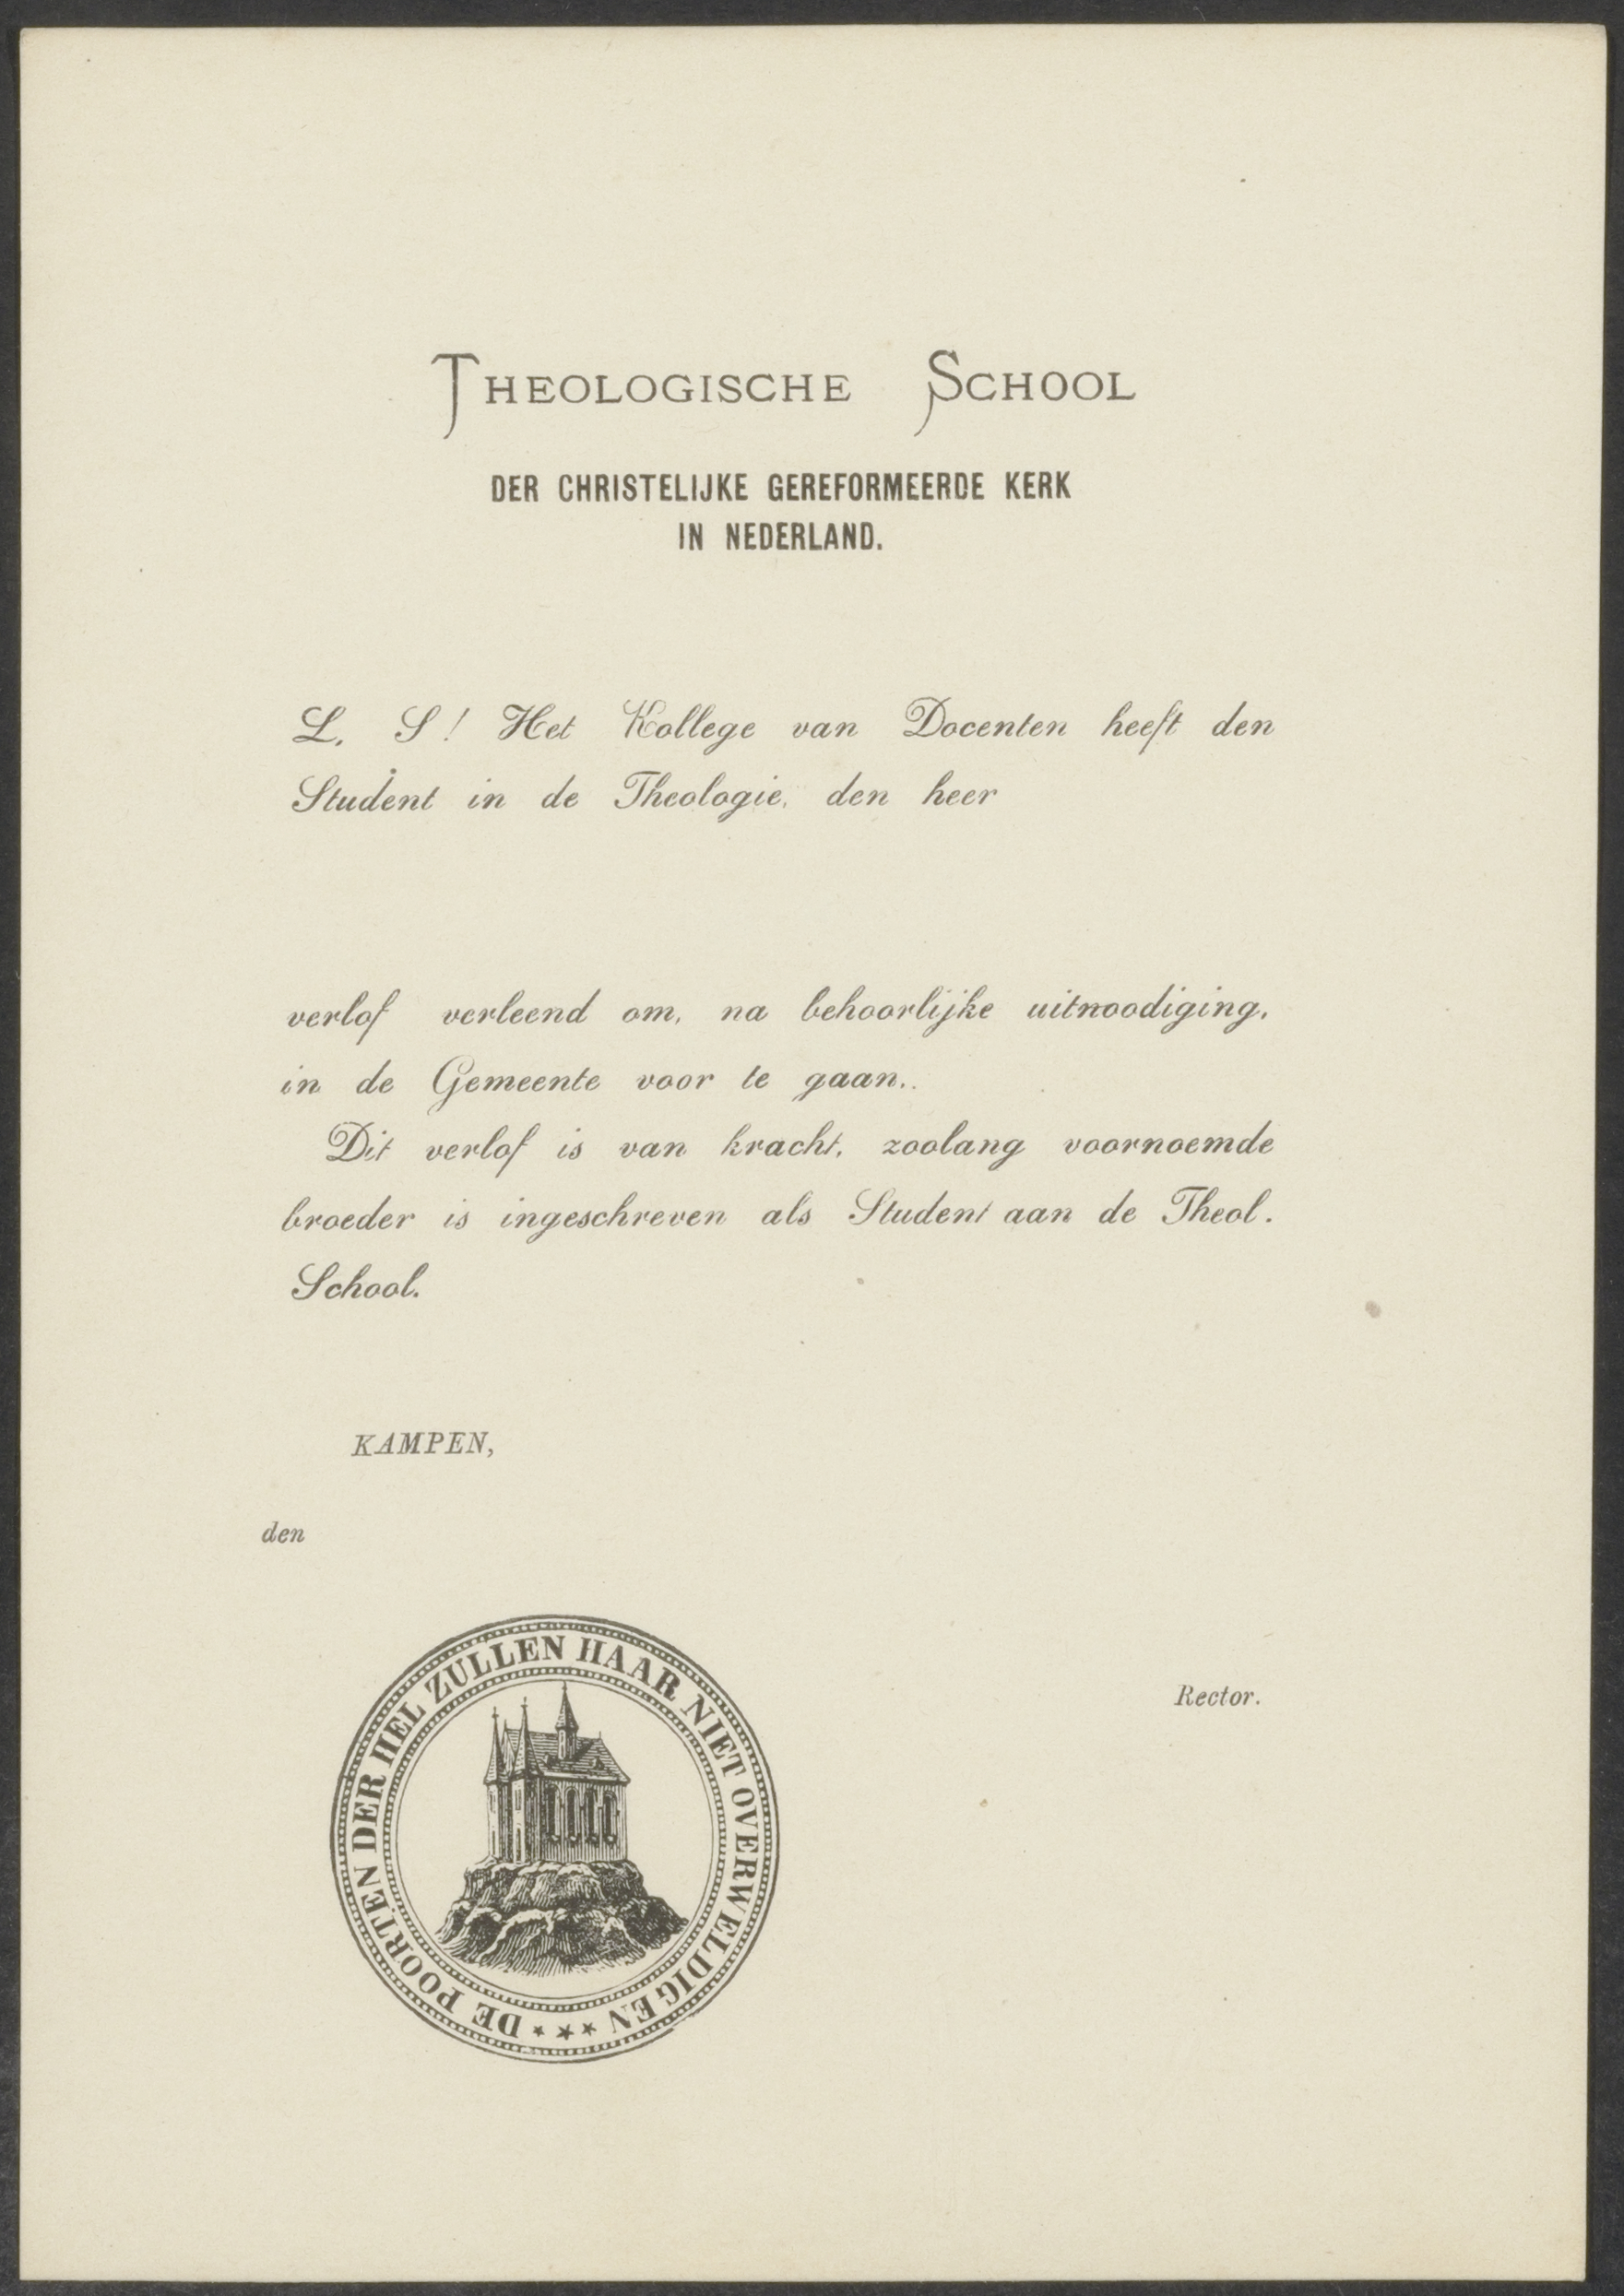 THEOLOGISCHE SCHOOL
DER CHRISTELIJKE GEREFORMEERDE KERK
IN NEDERLAND.
L. S! Het Kollege van Docenten heeft den
Student in de Theologie, den heer
verlof verleend om, na behoorlijke uitnoodiging,
in de Gemeente voor te gaan..
Dit verlof is van kracht, zoolang voornoemde
broeder is ingeschreven als Student aan de Theol.
School.
KAMPEN,
den
Rector.
DE POORTEN DER HEL ZULLEN HAAR NIET OVERWELDIGEN